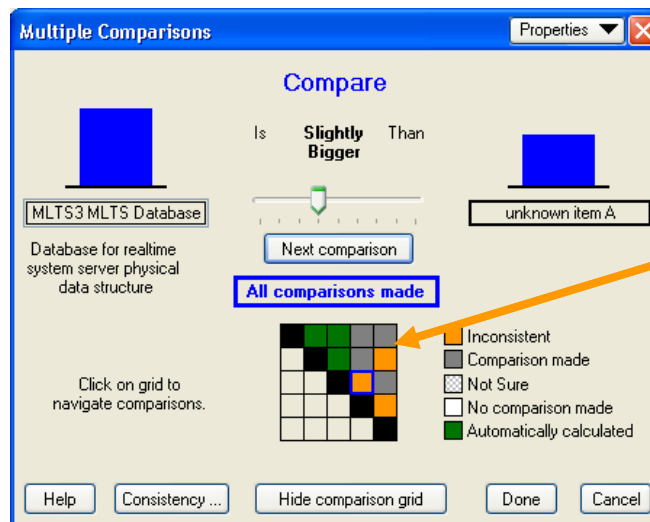 Multiple Comparisons
Properties
Compare
Is Slightly Than
Bigger
MLTS3 MLTS Database
unknown item A
Database for realtime
system server physical
data structure
Next comparison
All comparisons made
Click on grid to
navigate comparisons.
Inconsistent
Comparison made
Not Sure
No comparison made
Automatically calculated
Help
Consistency ...
Hide comparison grid
Done
Cancel